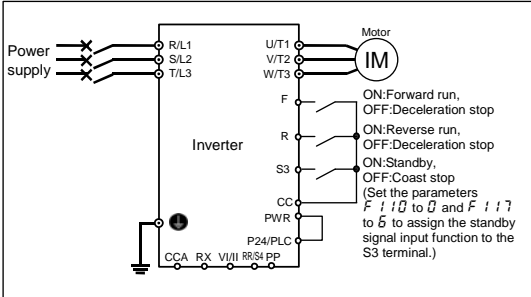 Power
supply
R/L1
S/L2
T/L3
U/T1
V/T2
W/T3
Motor
IM
Inverter
F
ON:Forward run,
OFF:Deceleration stop
R
ON:Reverse run,
OFF:Deceleration stop
S3
ON:Standby,
OFF:Coast stop
(Set the parameters
F110 to 0 and F117
to 6 to assign the standby
signal input function to the
S3 terminal.)
CC
PWR
P24/PLC
CCA RX VI/II RR/S4 PP